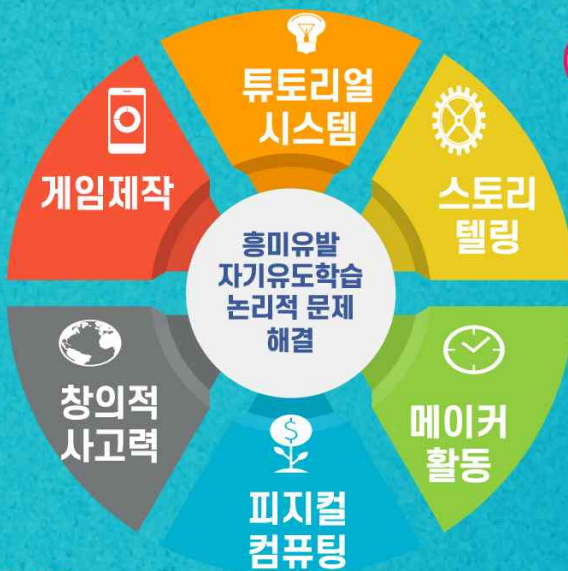 튜토리얼
시스템
게임제작
스토리
텔링
흥미유발
자기유도학습
논리적 문제
해결
창의적
사고력
메이커
활동
피지컬
컴퓨팅